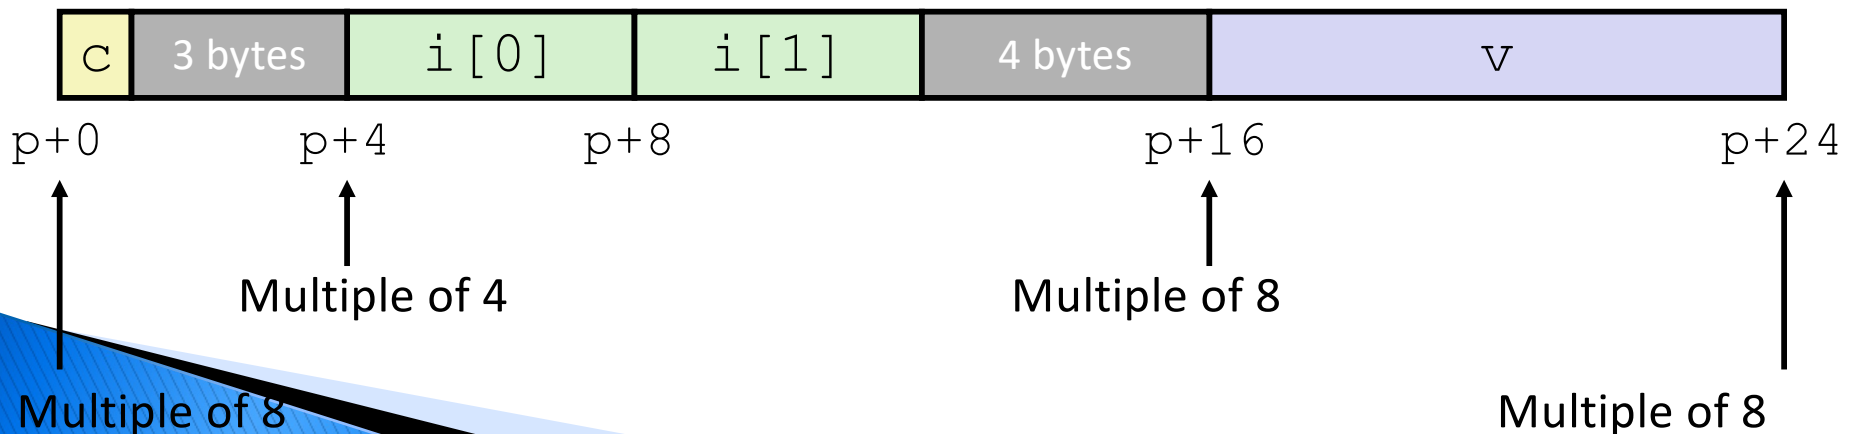 c 3 bytes i[0] i[1] 4 bytes v
p+0 p+4 p+8 p+16 p+24
Multiple of 4 Multiple of 8
Multiple of 8 Multiple of 8